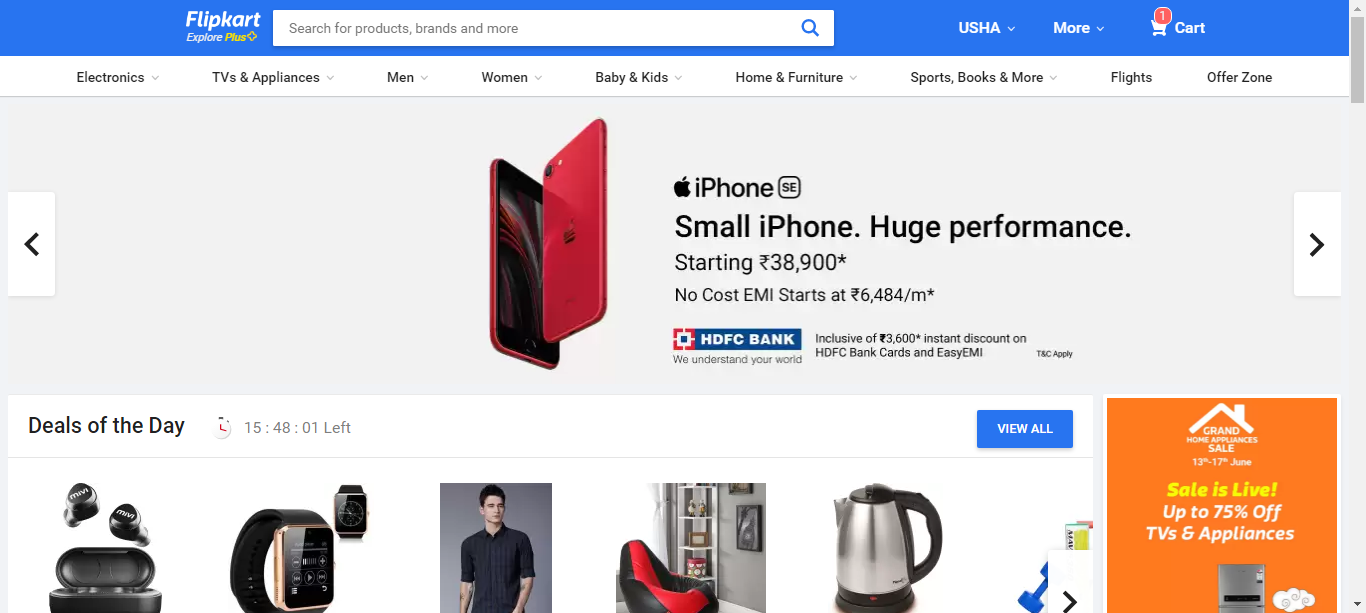 Flipkart
Explore Plus
Search for products, brands and more
USHA
More
1
Cart
Electronics
TVs & Appliances
Men
Women
Baby & Kids
Home & Furniture
Sports, Books & More
Flights
Offer Zone
iPhone SE
Small iPhone. Huge performance.
Starting ₹38,900*
No Cost EMI Starts at ₹6,484/m*
HDFC BANK
We understand your world
Inclusive of ₹3,600* instant discount on
HDFC Bank Cards and EasyEMI
T&C Apply
Deals of the Day
15 : 48 : 01 Left
VIEW ALL
GRAND
HOME APPLIANCES
SALE
13th-17th June
Sale is Live!
Up to 75% Off
TVs & Appliances
mivi
mivi